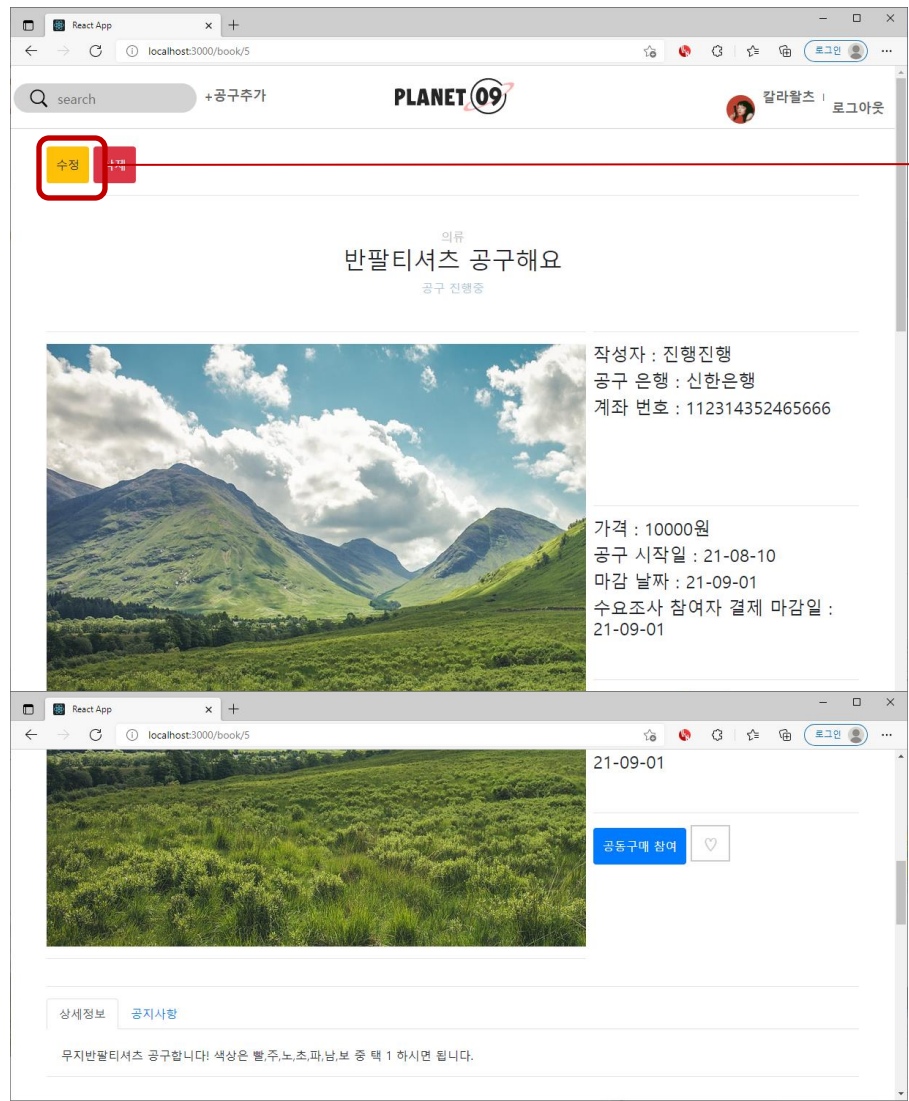 React App
localhost:3000/book/5
로그인
search
+공구추가
PLANET 09
칼라왈츠
로그아웃
수정
삭제
의류
반팔티셔츠 공구해요
공구 진행중
작성자 : 진행진행
공구 은행 : 신한은행
계좌 번호 : 112314352465666
가격 : 10000원
공구 시작일 : 21-08-10
마감 날짜 : 21-09-01
수요조사 참여자 결제 마감일 :
21-09-01
React App
localhost:3000/book/5
로그인
21-09-01
공동구매 참여
상세정보
공지사항
무지반팔티셔츠 공구합니다! 색상은 빨,주,노,초,파,남,보 중 택 1 하시면 됩니다.